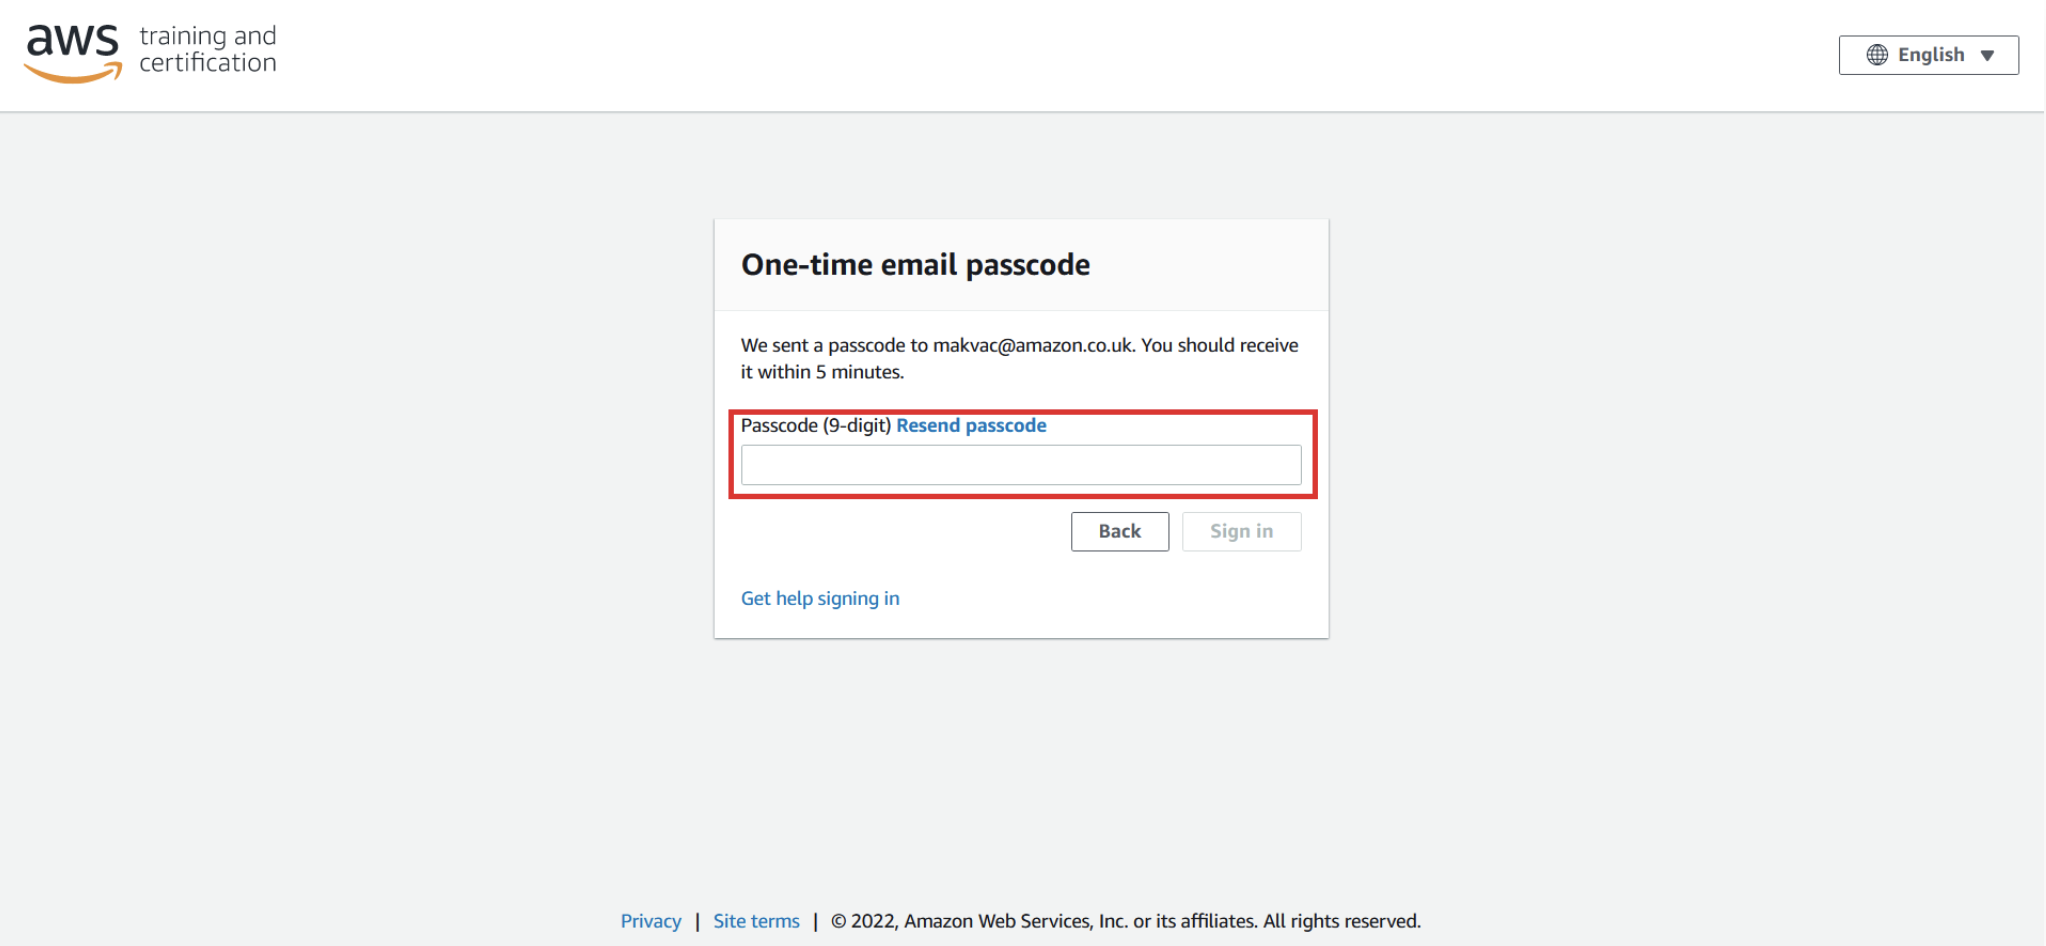 aws training and
certification
English
One-time email passcode
We sent a passcode to makvac@amazon.co.uk. You should receive
it within 5 minutes.
Passcode (9-digit) Resend passcode
Back Sign in
Get help signing in
Privacy | Site terms | © 2022, Amazon Web Services, Inc. or its affiliates. All rights reserved.